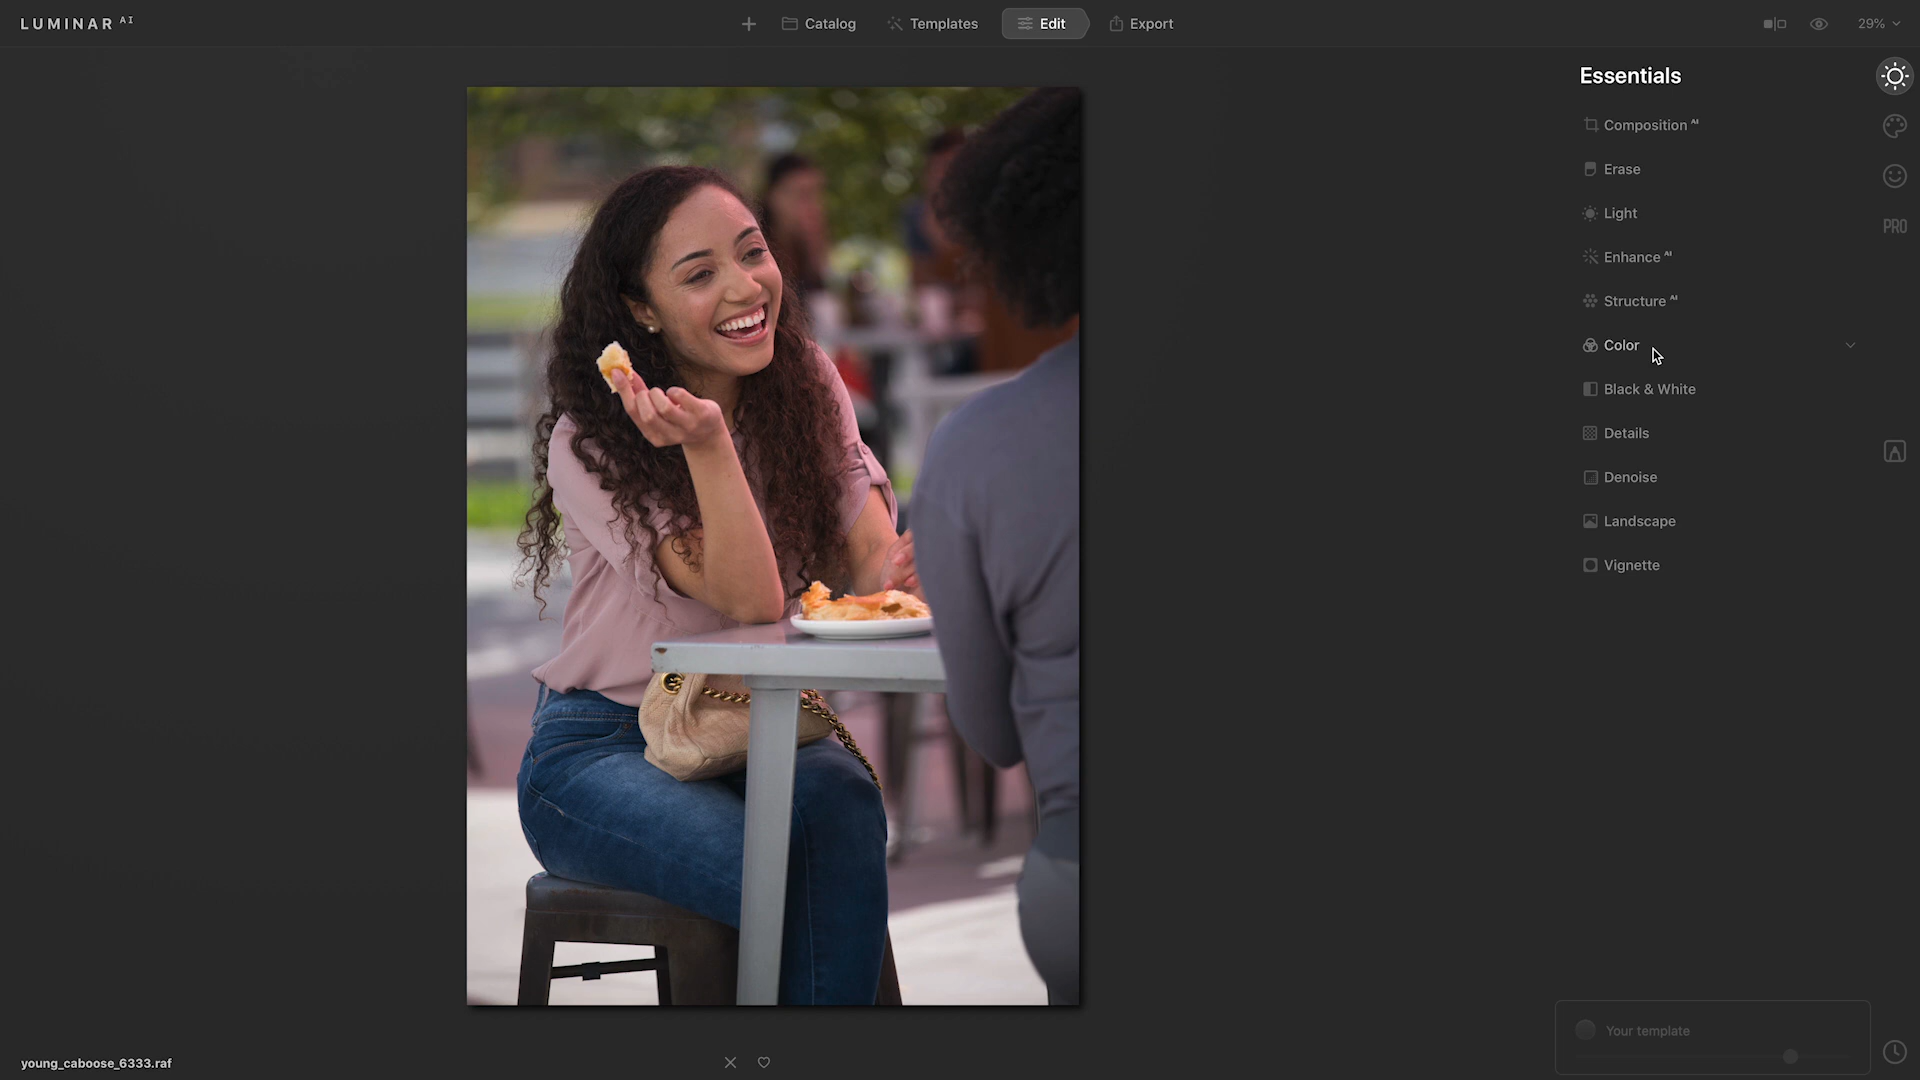 LUMINAR AI
Catalog
Templates
Edit
Export
29%
Essentials
Composition AI
Erase
Light
Enhance AI
Structure AI
Color
Black & White
Details
Denoise
Landscape
Vignette
PRO
Your template
young_caboose_6333.raf